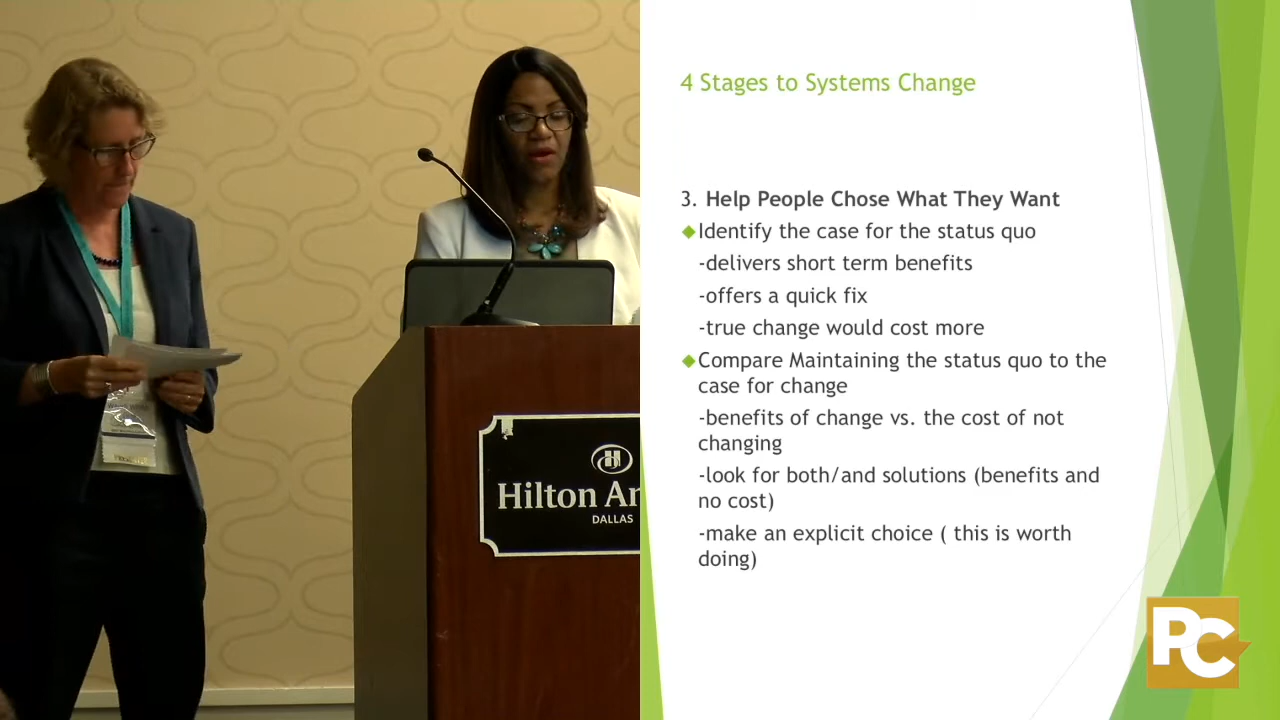 4 Stages to Systems Change
3. Help People Chose What They Want
Identify the case for the status quo
-delivers short term benefits
-offers a quick fix
-true change would cost more
Compare Maintaining the status quo to the
case for change
-benefits of change vs. the cost of not
changing
-look for both/and solutions (benefits and
no cost)
-make an explicit choice ( this is worth
doing)
Hilton An
DALLAS
PC